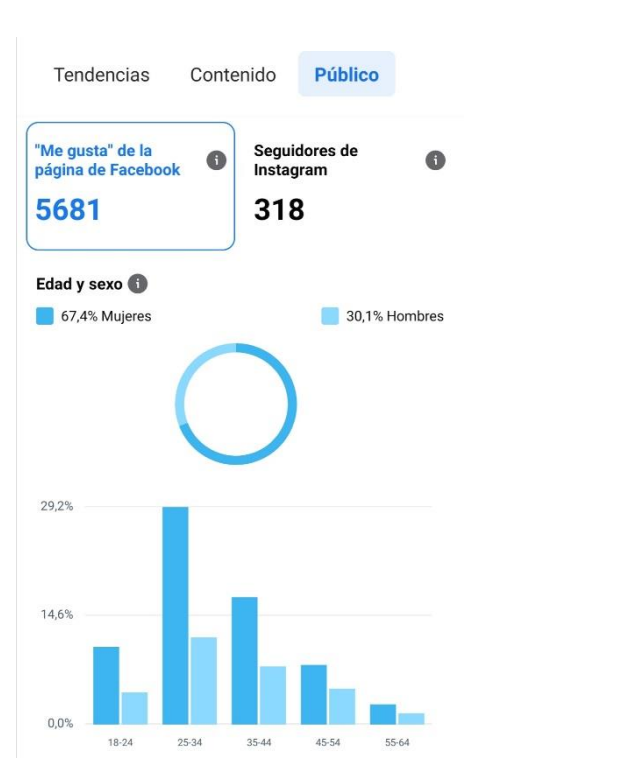 Tendencias Contenido Público
"Me gusta" de la
página de Facebook
5681
Seguidores de
Instagram
318
Edad y sexo
67,4% Mujeres
30,1% Hombres
29,2%
14,6%
0,0%
18-24 25-34 35-44 45-54 55-64